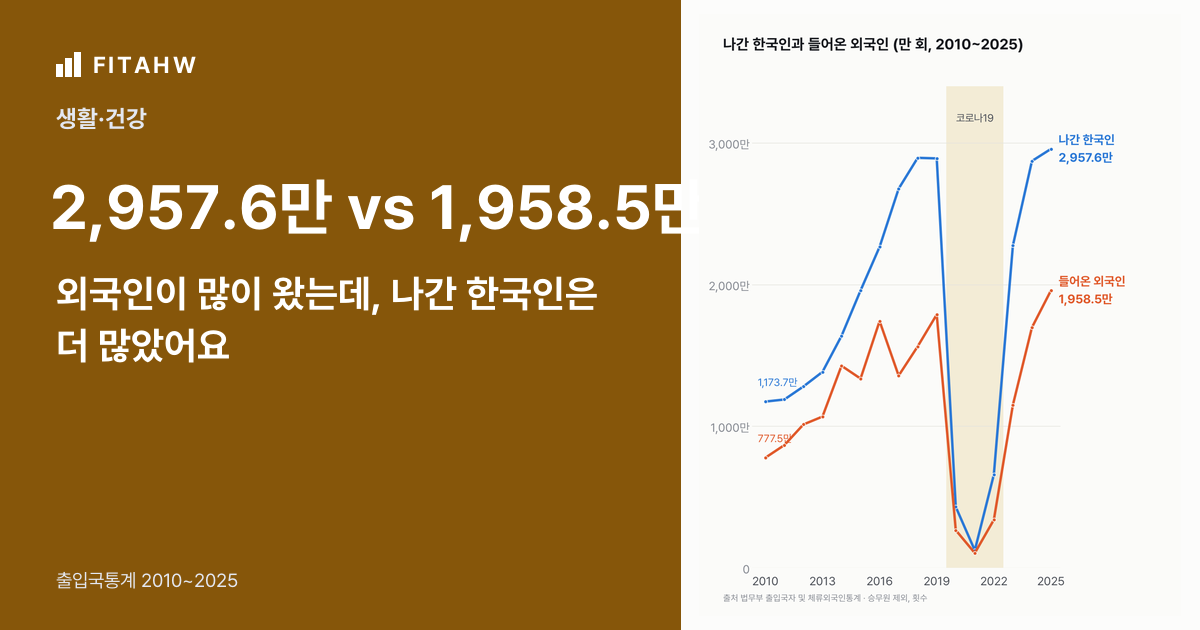 FITAHW
생활·건강
2,957.6만 vs 1,958.5만
외국인이 많이 왔는데, 나간 한국인은
더 많았어요
출입국통계 2010~2025
나간 한국인과 들어온 외국인 (만 회, 2010~2025)
코로나19
3,000만
나간 한국인
2,957.6만
2,000만
들어온 외국인
1,958.5만
1,173.7만
1,000만
777.5만
0
2010 2013 2016 2019 2022 2025
출처 법무부 출입국자 및 체류외국인통계 · 승무원 제외, 횟수